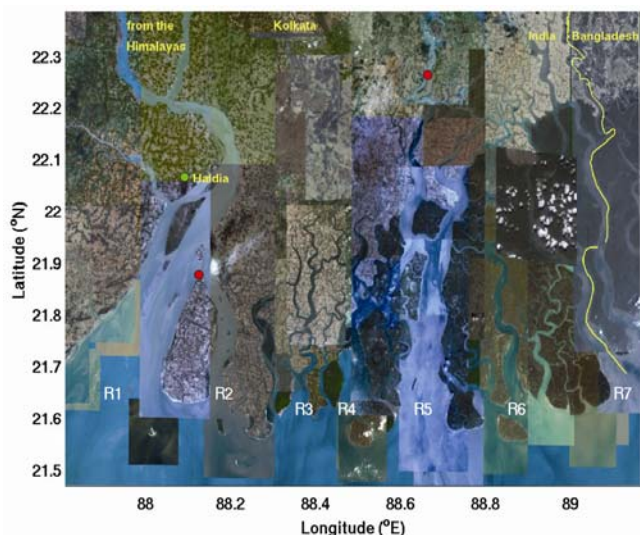 from the
Himalayas
Kolkata
India
Bangladesh
22.3
22.2
22.1
Haldia
22
21.9
21.8
21.7
21.6
21.5
R1
R2
R3
R4
R5
R6
R7
88
88.2
88.4
88.6
88.8
89
Latitude (°N)
Longitude (°E)